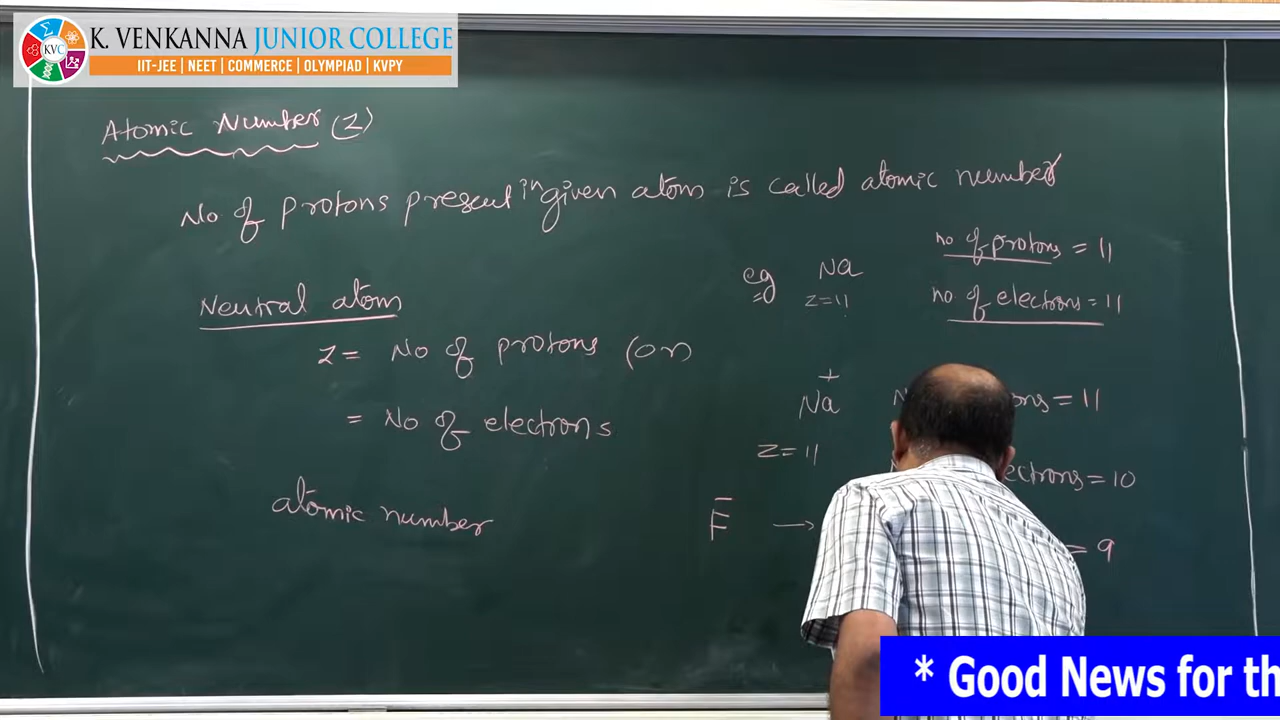 K. VENKANNA JUNIOR COLLEGE
KVC
IIT-JEE | NEET | COMMERCE | OLYMPIAD | KVPY
Atomic Number (Z)
No of protons present in given atom is called atomic number
Neutral atom
Z = No of protons (or)
= No of electrons
atomic number
eg Na no of protons = 11
Z=11 no. of electrons = 11
Na+ = 11
Z=11 = 10
F- → = 9
* Good News for th